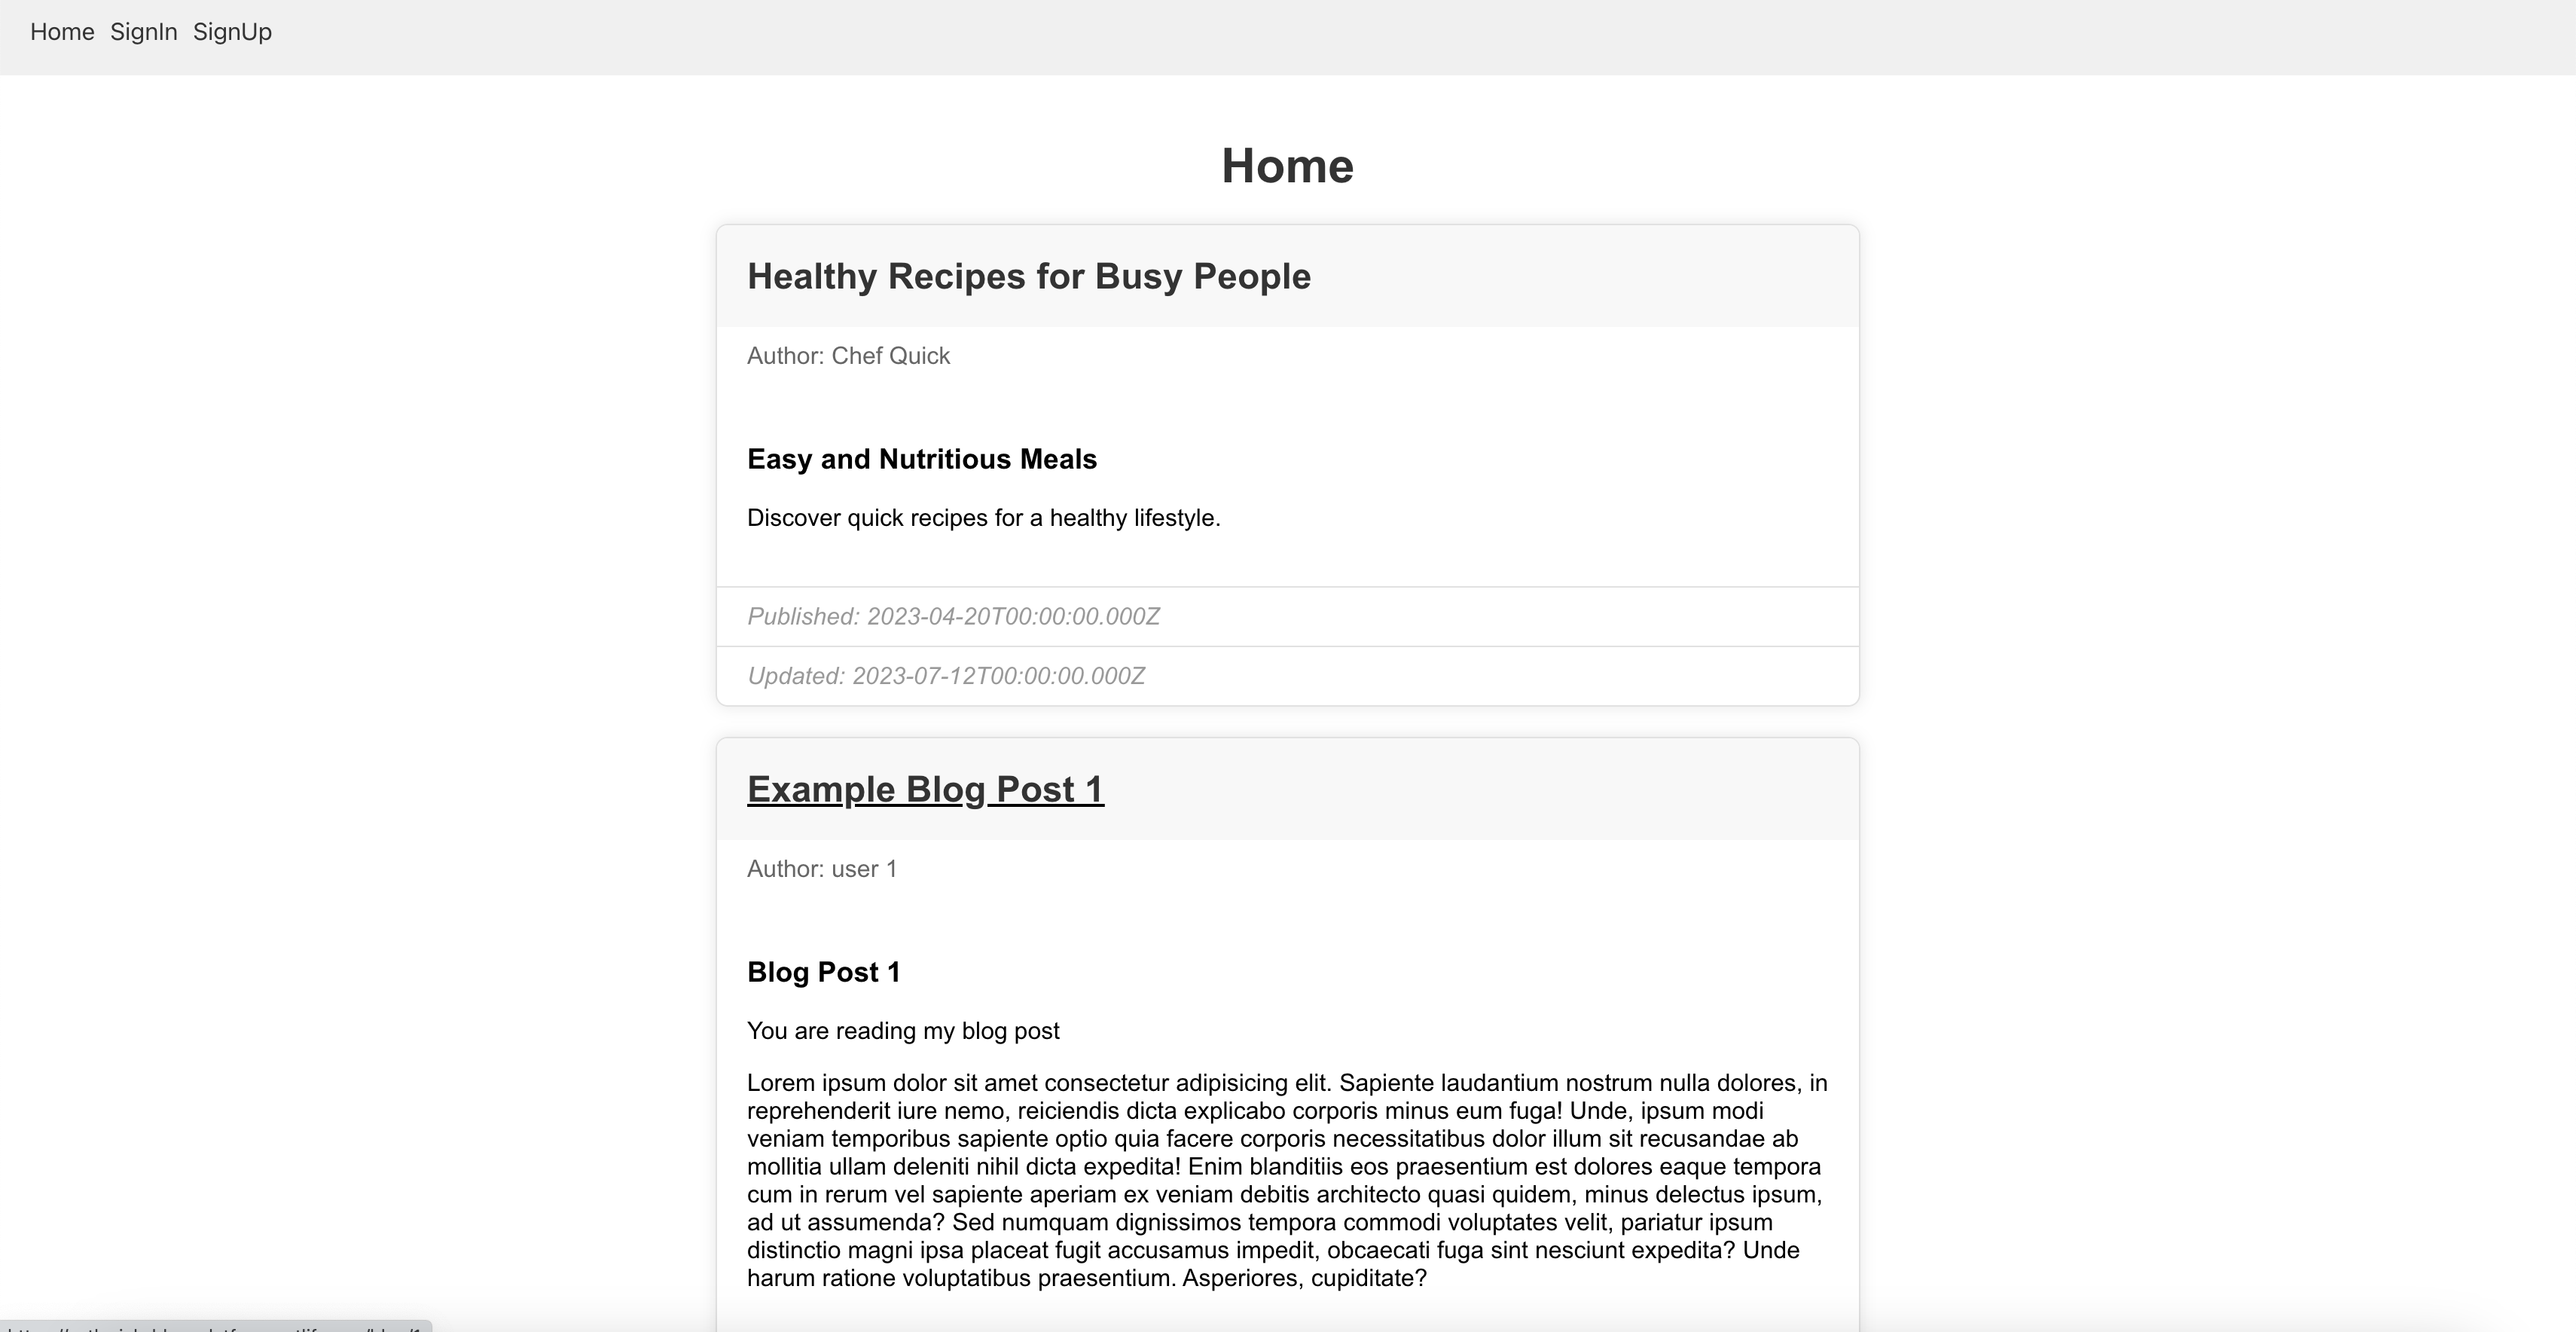 Home SignIn SignUp
Home
Healthy Recipes for Busy People
Author: Chef Quick
Easy and Nutritious Meals
Discover quick recipes for a healthy lifestyle.
Published: 2023-04-20T00:00:00.000Z
Updated: 2023-07-12T00:00:00.000Z
Example Blog Post 1
Author: user 1
Blog Post 1
You are reading my blog post
Lorem ipsum dolor sit amet consectetur adipisicing elit. Sapiente laudantium nostrum nulla dolores, in
reprehenderit iure nemo, reiciendis dicta explicabo corporis minus eum fuga! Unde, ipsum modi
veniam temporibus sapiente optio quia facere corporis necessitatibus dolor illum sit recusandae ab
mollitia ullam deleniti nihil dicta expedita! Enim blanditiis eos praesentium est dolores eaque tempora
cum in rerum vel sapiente aperiam ex veniam debitis architecto quasi quidem, minus delectus ipsum,
ad ut assumenda? Sed numquam dignissimos tempora commodi voluptates velit, pariatur ipsum
distinctio magni ipsa placeat fugit accusamus impedit, obcaecati fuga sint nesciunt expedita? Unde
harum ratione voluptatibus praesentium. Asperiores, cupiditate?